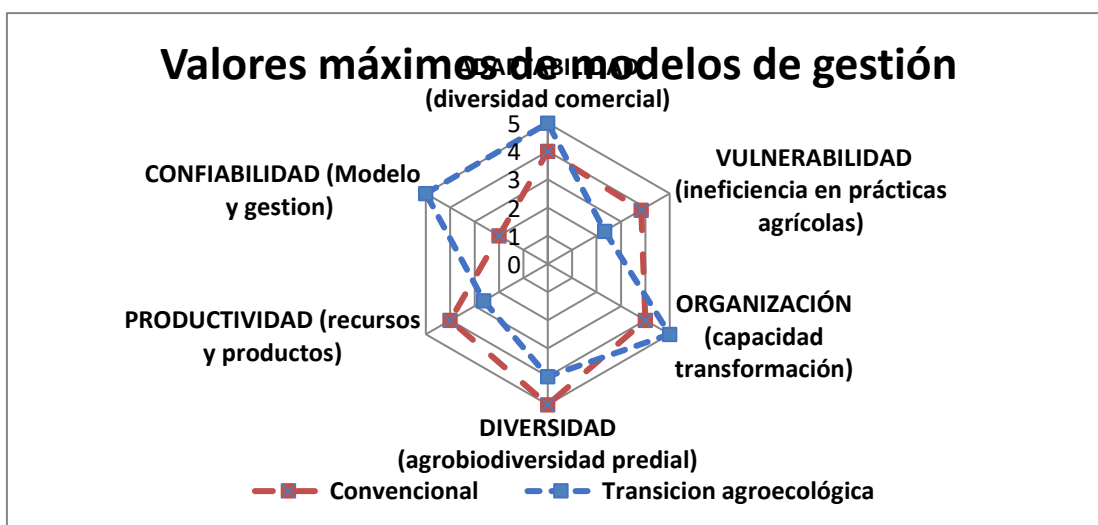 Valores máximos de modelos de gestión
ADAPTABILIDAD
(diversidad comercial)
5
4
3
2
1
0
VULNERABILIDAD
(ineficiencia en prácticas
agrícolas)
ORGANIZACIÓN
(capacidad
transformación)
DIVERSIDAD
(agrobiodiversidad predial)
PRODUCTIVIDAD (recursos
y productos)
CONFIABILIDAD (Modelo
y gestion)
Convencional
Transicion agroecológica